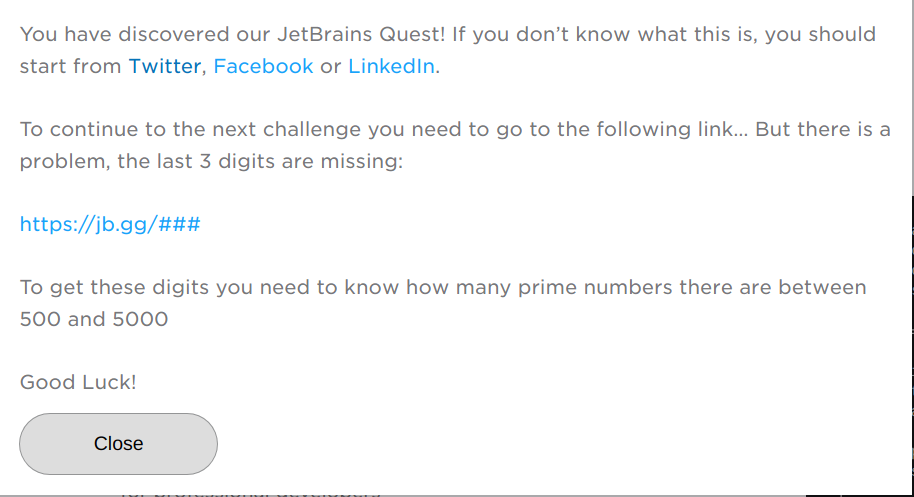 You have discovered our JetBrains Quest! If you don’t know what this is, you should
start from Twitter, Facebook or LinkedIn.
To continue to the next challenge you need to go to the following link… But there is a
problem, the last 3 digits are missing:
https://jb.gg/###
To get these digits you need to know how many prime numbers there are between
500 and 5000
Good Luck!
Close
for professional developers